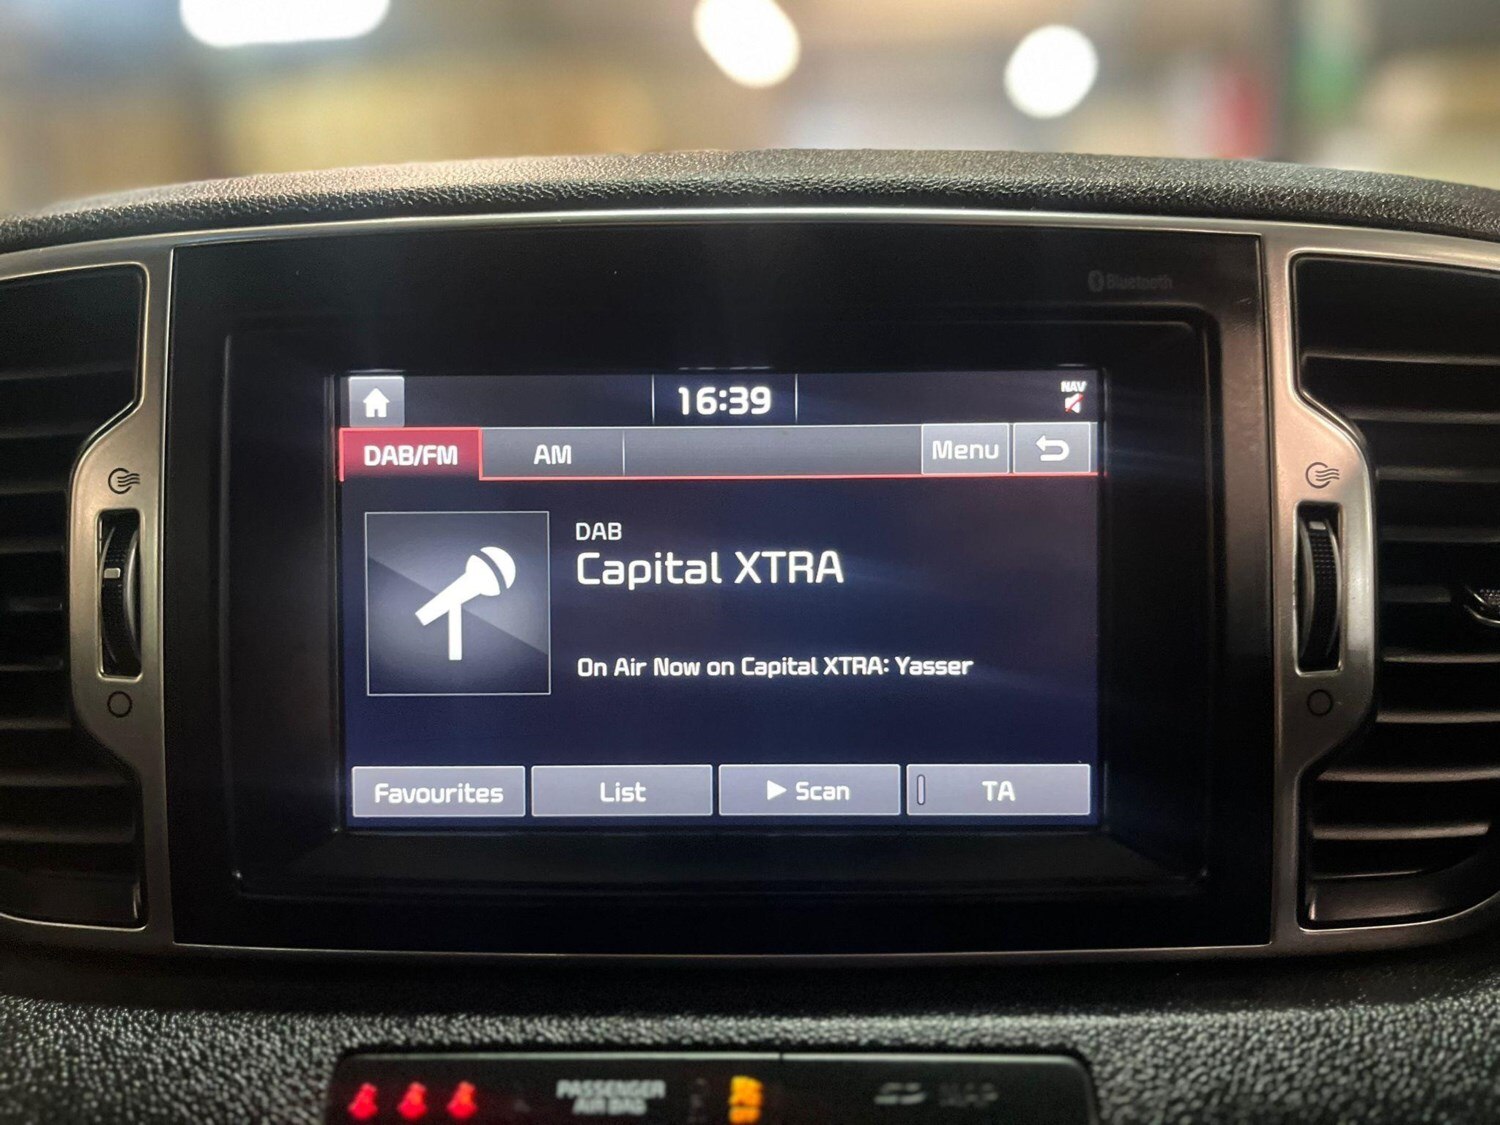 Bluetooth
16:39
NAV
DAB/FM
AM
Menu
DAB
Capital XTRA
On Air Now on Capital XTRA: Yasser
Favourites
List
Scan
TA
PASSENGER
AIR BAG